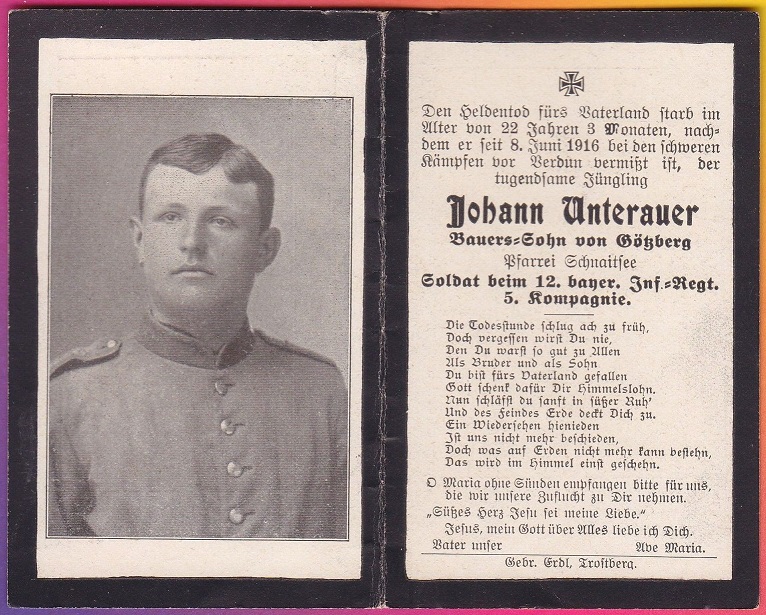 Den Heldentod fürs Vaterland starb im
Alter von 22 Jahren 3 Monaten, nach-
dem er seit 8. Juni 1916 bei den schweren
Kämpfen vor Verdun vermißt ist, der
tugendsame Jüngling
Johann Unterauer
Bauers-Sohn von Götzberg
Pfarrei Schnaitsee
Soldat beim 12. bayer. Inf.-Regt.
5. Kompagnie.
Die Todesstunde schlug ach zu früh,
Doch vergessen wirst Du nie,
Den Du warst so gut zu Allen
Als Bruder und als Sohn
Du bist fürs Vaterland gefallen
Gott schenk dafür Dir Himmelslohn.
Nun schläfst du sanft in süßer Ruh'
Und des Feindes Erde deckt Dich zu.
Ein Wiedersehen hienieden
Ist uns nicht mehr beschieden,
Doch was auf Erden nicht mehr kann bestehn,
Das wird im Himmel einst geschehn.
O Maria ohne Sünden empfangen bitte für uns,
die wir unsere Zuflucht zu Dir nehmen.
„Süßes Herz Jesu sei meine Liebe."
Jesus, mein Gott über Alles liebe ich Dich.
Vater unser Ave Maria.
Gebr. Erdl, Trostberg.